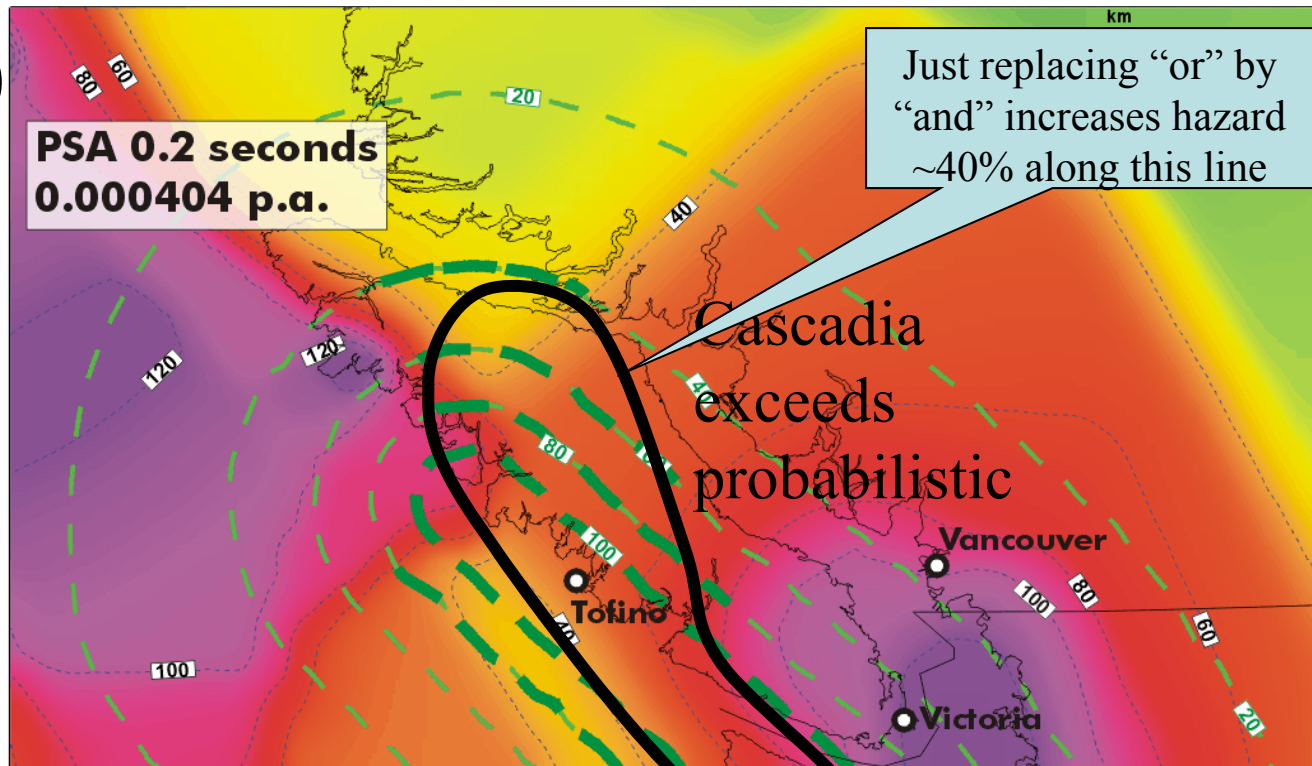 )
km
Just replacing “or” by
“and” increases hazard
~40% along this line
PSA 0.2 seconds
0.000404 p.a.
80
60
20
40
120
120
Cascadia
exceeds
probabilistic
80
100
Vancouver
Tofino
40
100
80
60
100
Victoria
20